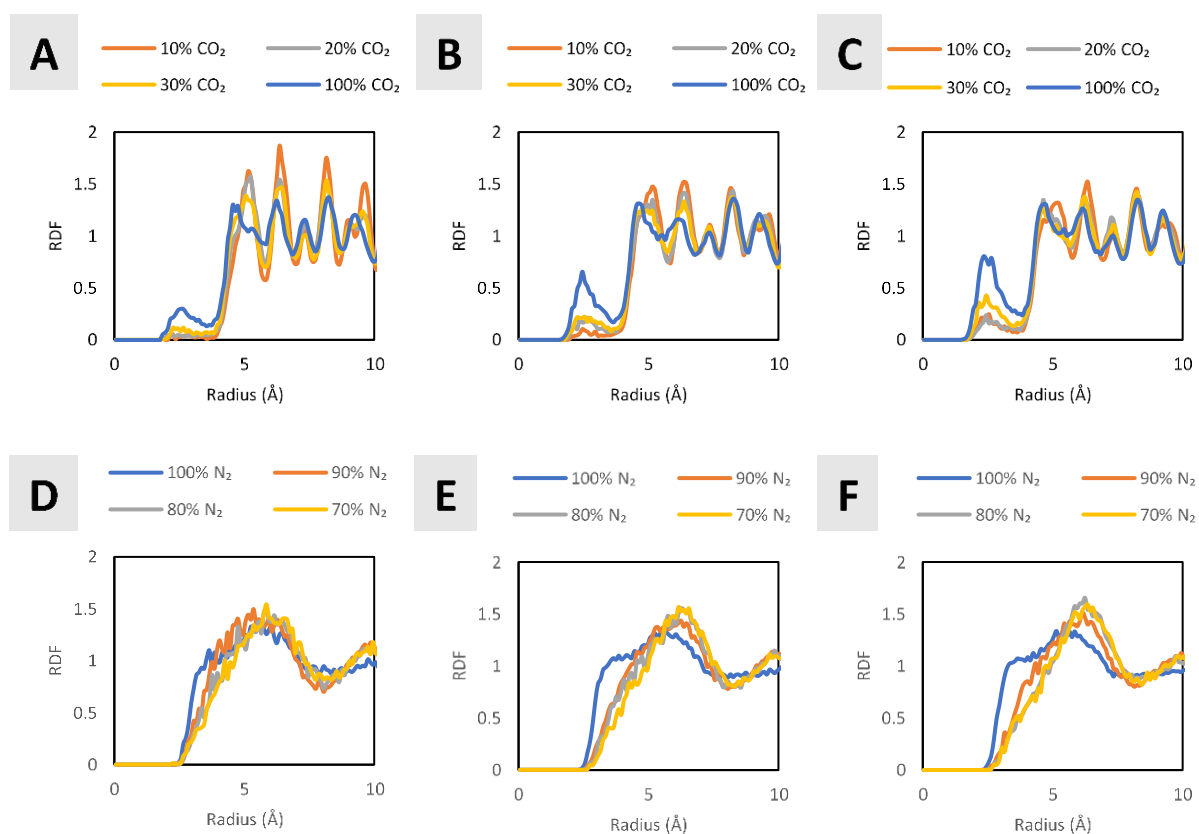 A
10% CO₂ 20% CO₂
30% CO₂ 100% CO₂
RDF
2
1.5
1
0.5
0
0 5 10
Radius (Å)
B
10% CO₂ 20% CO₂
30% CO₂ 100% CO₂
RDF
2
1.5
1
0.5
0
0 5 10
Radius (Å)
C
10% CO₂ 20% CO₂
30% CO₂ 100% CO₂
RDF
2
1.5
1
0.5
0
0 5 10
Radius (Å)
D
100% N₂ 90% N₂
80% N₂ 70% N₂
RDF
2
1.5
1
0.5
0
0 5 10
Radius (Å)
E
100% N₂ 90% N₂
80% N₂ 70% N₂
RDF
2
1.5
1
0.5
0
0 5 10
Radius (Å)
F
100% N₂ 90% N₂
80% N₂ 70% N₂
RDF
2
1.5
1
0.5
0
0 5 10
Radius (Å)